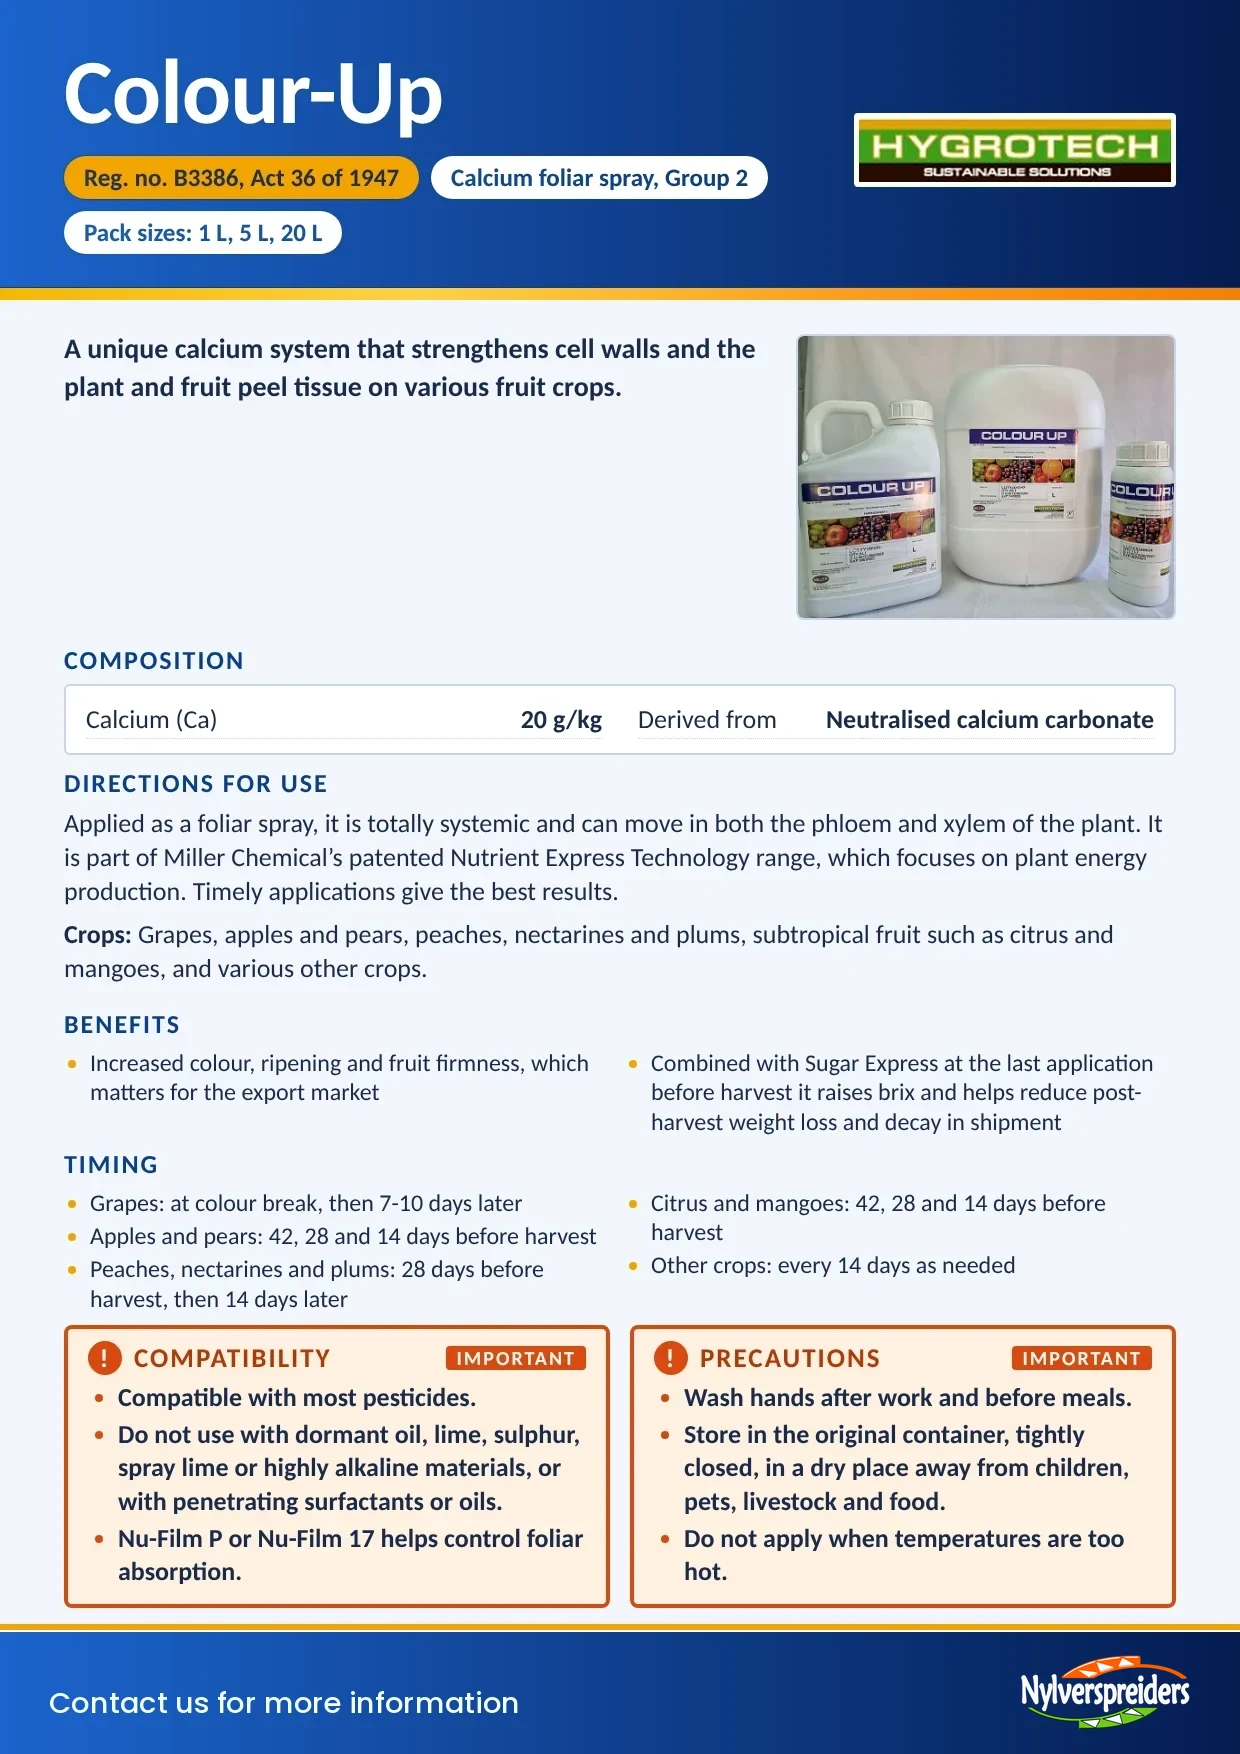 Colour-Up
Reg. no. B3386, Act 36 of 1947
Calcium foliar spray, Group 2
Pack sizes: 1 L, 5 L, 20 L
HYGROTECH
SUSTAINABLE SOLUTIONS
A unique calcium system that strengthens cell walls and the
plant and fruit peel tissue on various fruit crops.
COLOUR UP
COLOUR UP
COLOUR U
COMPOSITION
Calcium (Ca) 20 g/kg Derived from Neutralised calcium carbonate
DIRECTIONS FOR USE
Applied as a foliar spray, it is totally systemic and can move in both the phloem and xylem of the plant. It
is part of Miller Chemical’s patented Nutrient Express Technology range, which focuses on plant energy
production. Timely applications give the best results.
Crops: Grapes, apples and pears, peaches, nectarines and plums, subtropical fruit such as citrus and
mangoes, and various other crops.
BENEFITS
• Increased colour, ripening and fruit firmness, which
matters for the export market
• Combined with Sugar Express at the last application
before harvest it raises brix and helps reduce post-
harvest weight loss and decay in shipment
TIMING
• Grapes: at colour break, then 7-10 days later
• Apples and pears: 42, 28 and 14 days before harvest
• Peaches, nectarines and plums: 28 days before
harvest, then 14 days later
• Citrus and mangoes: 42, 28 and 14 days before
harvest
• Other crops: every 14 days as needed
! COMPATIBILITY IMPORTANT
• Compatible with most pesticides.
• Do not use with dormant oil, lime, sulphur,
spray lime or highly alkaline materials, or
with penetrating surfactants or oils.
• Nu-Film P or Nu-Film 17 helps control foliar
absorption.
! PRECAUTIONS IMPORTANT
• Wash hands after work and before meals.
• Store in the original container, tightly
closed, in a dry place away from children,
pets, livestock and food.
• Do not apply when temperatures are too
hot.
Contact us for more information
Nylverspreiders